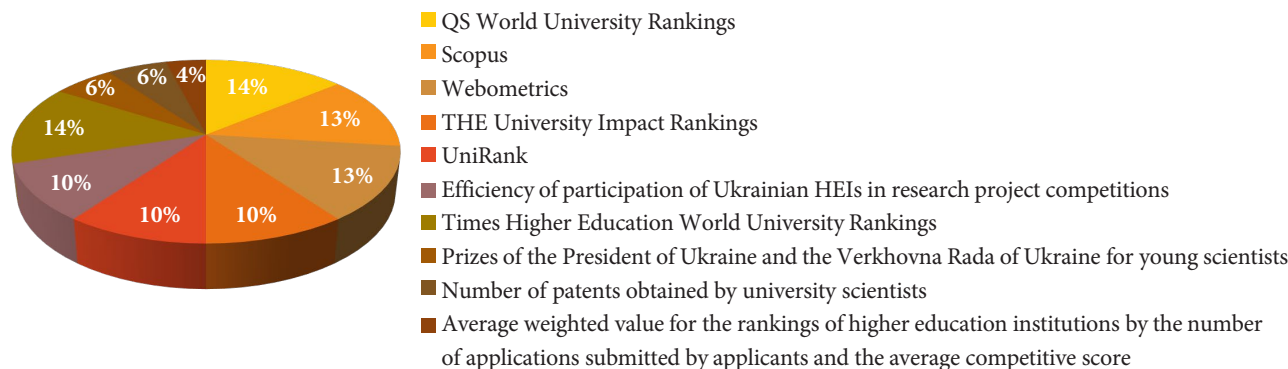 14%
13%
13%
10%
10%
10%
14%
6%
6%
4%
QS World University Rankings
Scopus
Webometrics
THE University Impact Rankings
UniRank
Efficiency of participation of Ukrainian HEIs in research project competitions
Times Higher Education World University Rankings
Prizes of the President of Ukraine and the Verkhovna Rada of Ukraine for young scientists
Number of patents obtained by university scientists
Average weighted value for the rankings of higher education institutions by the number
of applications submitted by applicants and the average competitive score